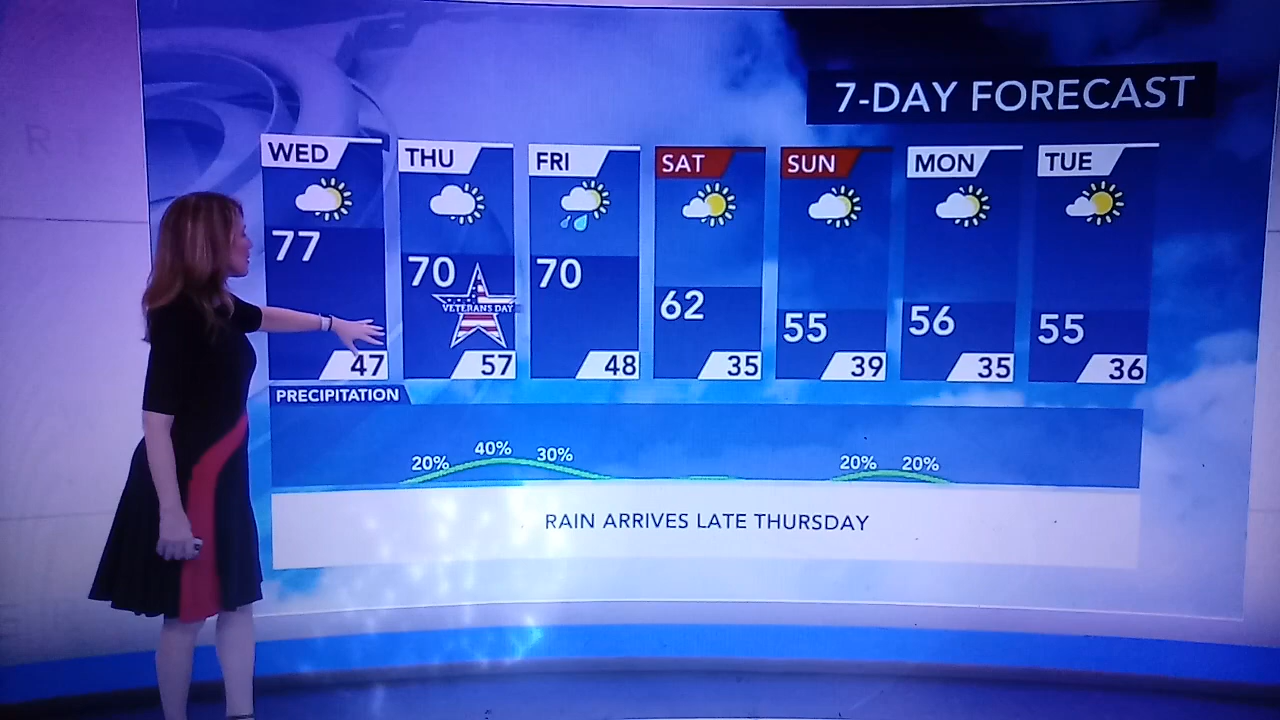 7-DAY FORECAST
WED THU FRI SAT SUN MON TUE
77 70 70 62 55 56 55
VETERANS DAY
47 57 48 35 39 35 36
PRECIPITATION
20% 40% 30% 20% 20%
RAIN ARRIVES LATE THURSDAY